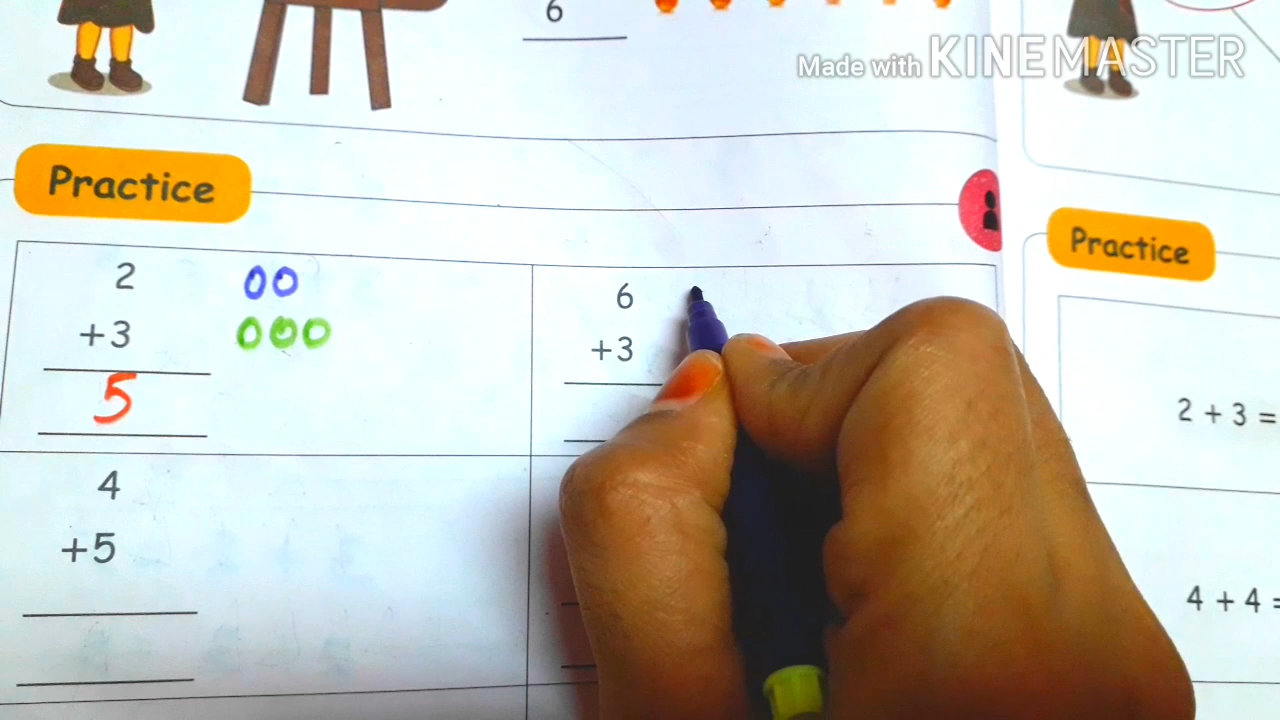 6
Made with KINEMASTER
Practice
Practice
2
+3
5
6
+3
2 + 3 =
4
+5
4 + 4 =